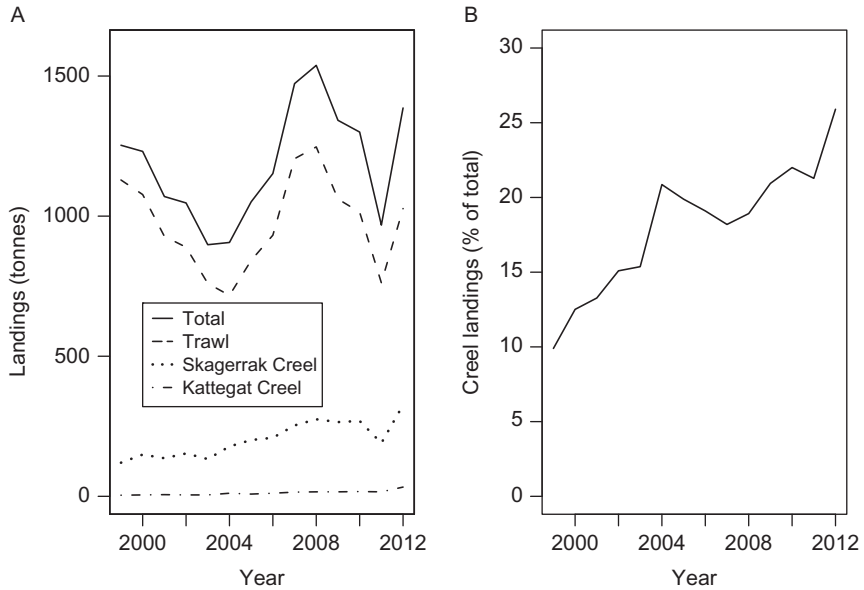 A
Landings (tonnes)
1500
1000
500
0
Total
Trawl
Skagerrak Creel
Kattegat Creel
2000 2004 2008 2012
Year
B
Creel landings (% of total)
30
25
20
15
10
5
0
2000 2004 2008 2012
Year